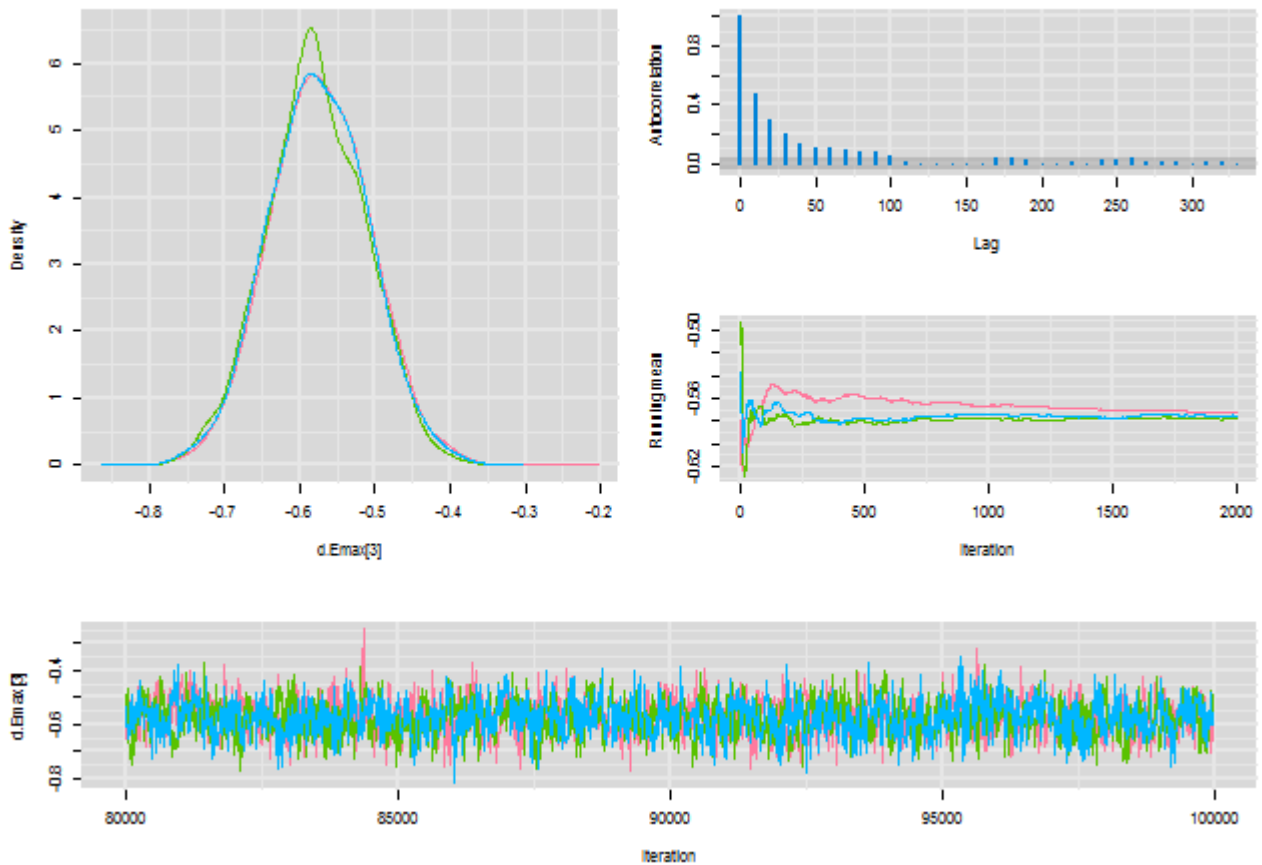 Density
6
5
4
3
2
1
0
-0.8 -0.7 -0.6 -0.5 -0.4 -0.3 -0.2
d.Emax[3]
Autocorrelation
0.8
0.4
0.0
0 50 100 150 200 250 300
Lag
Running mean
-0.50
-0.56
-0.62
0 500 1000 1500 2000
Iteration
d.Emax[3]
-0.4
-0.6
-0.8
80000 85000 90000 95000 100000
Iteration